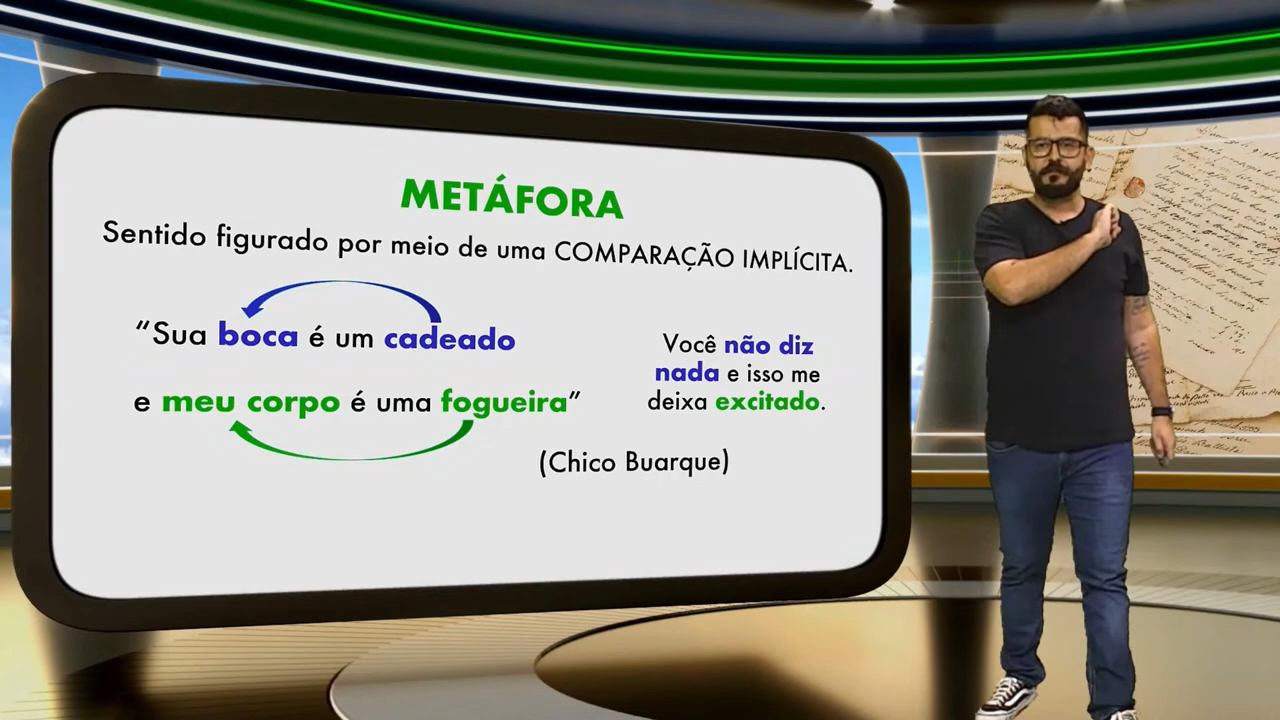 METÁFORA
Sentido figurado por meio de uma COMPARAÇÃO IMPLÍCITA.
“Sua boca é um cadeado
e meu corpo é uma fogueira”
Você não diz
nada e isso me
deixa excitado.
(Chico Buarque)